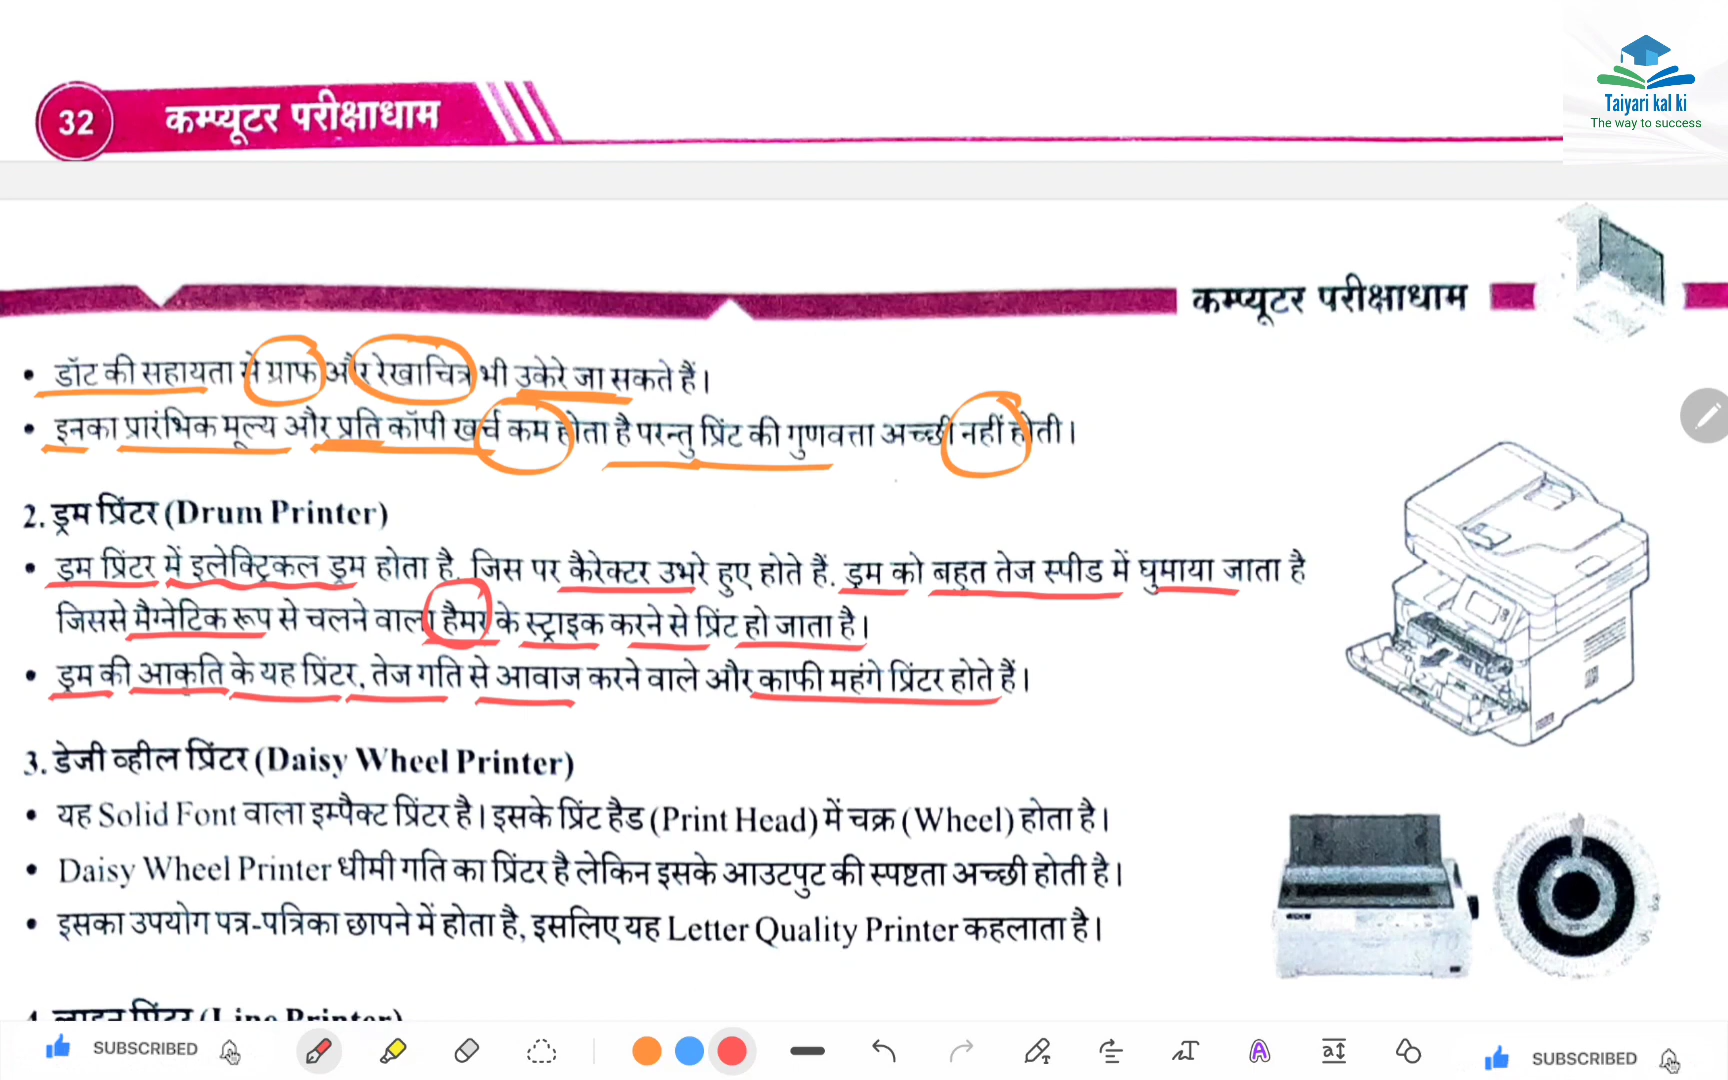 32
कम्प्यूटर परीक्षाधाम
Taiyari kal ki
The way to success
कम्प्यूटर परीक्षाधाम
• डॉट की सहायता से ग्राफ और रेखाचित्र भी उकेरे जा सकते हैं।
• इनका प्रारंभिक मूल्य और प्रति कॉपी खर्च कम होता है परन्तु प्रिंट की गुणवत्ता अच्छी नहीं होती।
2. ड्रम प्रिंटर (Drum Printer)
• ड्रम प्रिंटर में इलेक्ट्रिकल ड्रम होता है, जिस पर कैरेक्टर उभरे हुए होते हैं. ड्रम को बहुत तेज स्पीड में घुमाया जाता है
जिससे मैग्नेटिक रूप से चलने वाला हैमर के स्ट्राइक करने से प्रिंट हो जाता है।
• ड्रम की आकृति के यह प्रिंटर, तेज गति से आवाज करने वाले और काफी महंगे प्रिंटर होते हैं।
3. डेजी व्हील प्रिंटर (Daisy Wheel Printer)
• यह Solid Font वाला इम्पैक्ट प्रिंटर है। इसके प्रिंट हैड (Print Head) में चक्र (Wheel) होता है।
• Daisy Wheel Printer धीमी गति का प्रिंटर है लेकिन इसके आउटपुट की स्पष्टता अच्छी होती है।
• इसका उपयोग पत्र-पत्रिका छापने में होता है, इसलिए यह Letter Quality Printer कहलाता है।
4. लाइन प्रिंटर (Line Printer)
SUBSCRIBED
SUBSCRIBED